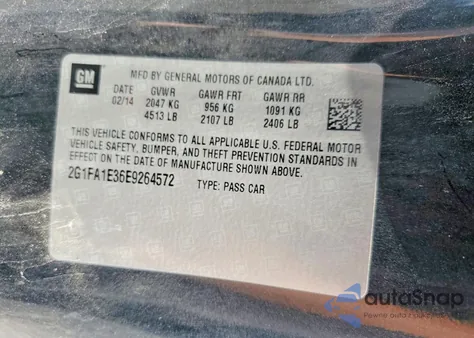 GM
MFD BY GENERAL MOTORS OF CANADA LTD.
DATE GVWR GAWR FRT GAWR RR
02/14 2047 KG 956 KG 1091 KG
4513 LB 2107 LB 2406 LB
THIS VEHICLE CONFORMS TO ALL APPLICABLE U.S. FEDERAL MOTOR
VEHICLE SAFETY, BUMPER, AND THEFT PREVENTION STANDARDS IN
EFFECT ON THE DATE OF MANUFACTURE SHOWN ABOVE.
2G1FA1E36E9264572 TYPE: PASS CAR
autoSnap
Pewne auto z